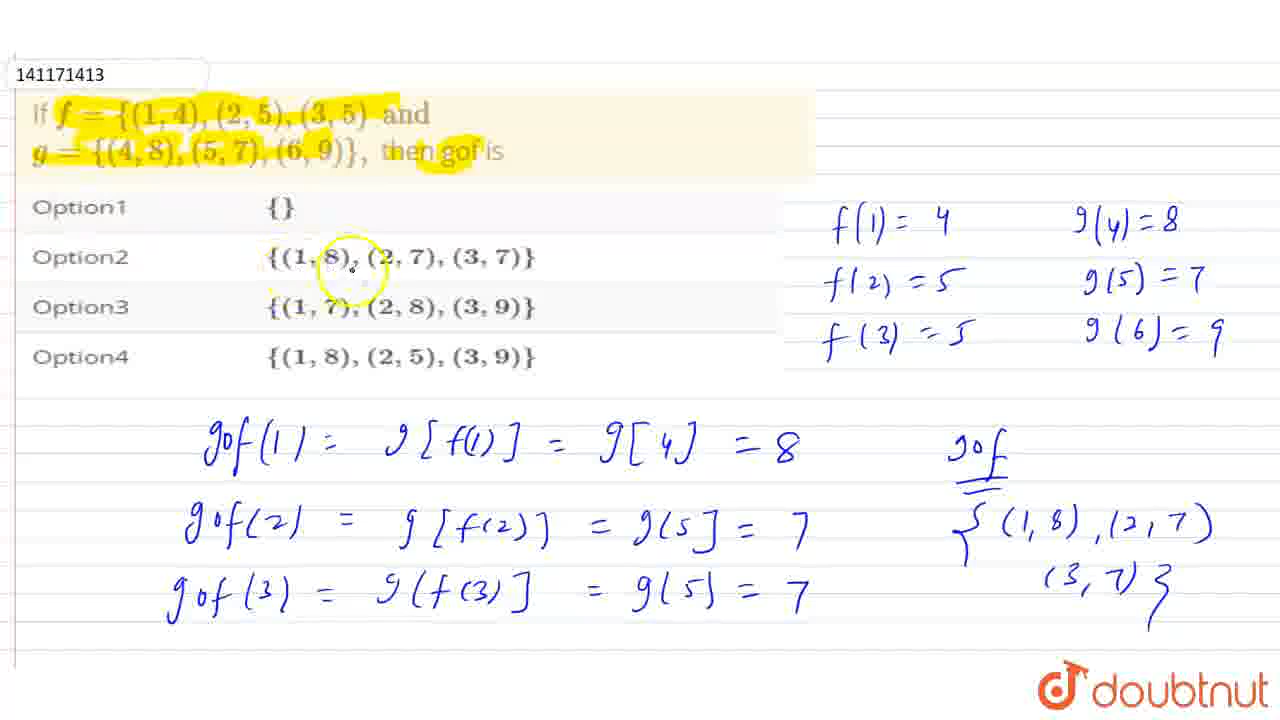 141171413
If f = {(1, 4), (2, 5), (3, 5) and
g = {(4, 8), (5, 7), (6, 9)}, then gof is
Option1 {}
Option2 {(1, 8), (2, 7), (3, 7)}
Option3 {(1, 7), (2, 8), (3, 9)}
Option4 {(1, 8), (2, 5), (3, 9)}
f(1) = 4 g(4) = 8
f(2) = 5 g(5) = 7
f(3) = 5 g(6) = 9
gof(1) = g[f(1)] = g[4] = 8
gof(2) = g[f(2)] = g(5] = 7
gof(3) = g(f(3)] = g(5) = 7
gof
{(1, 8), (2, 7)
(3, 7)}
doubtnut